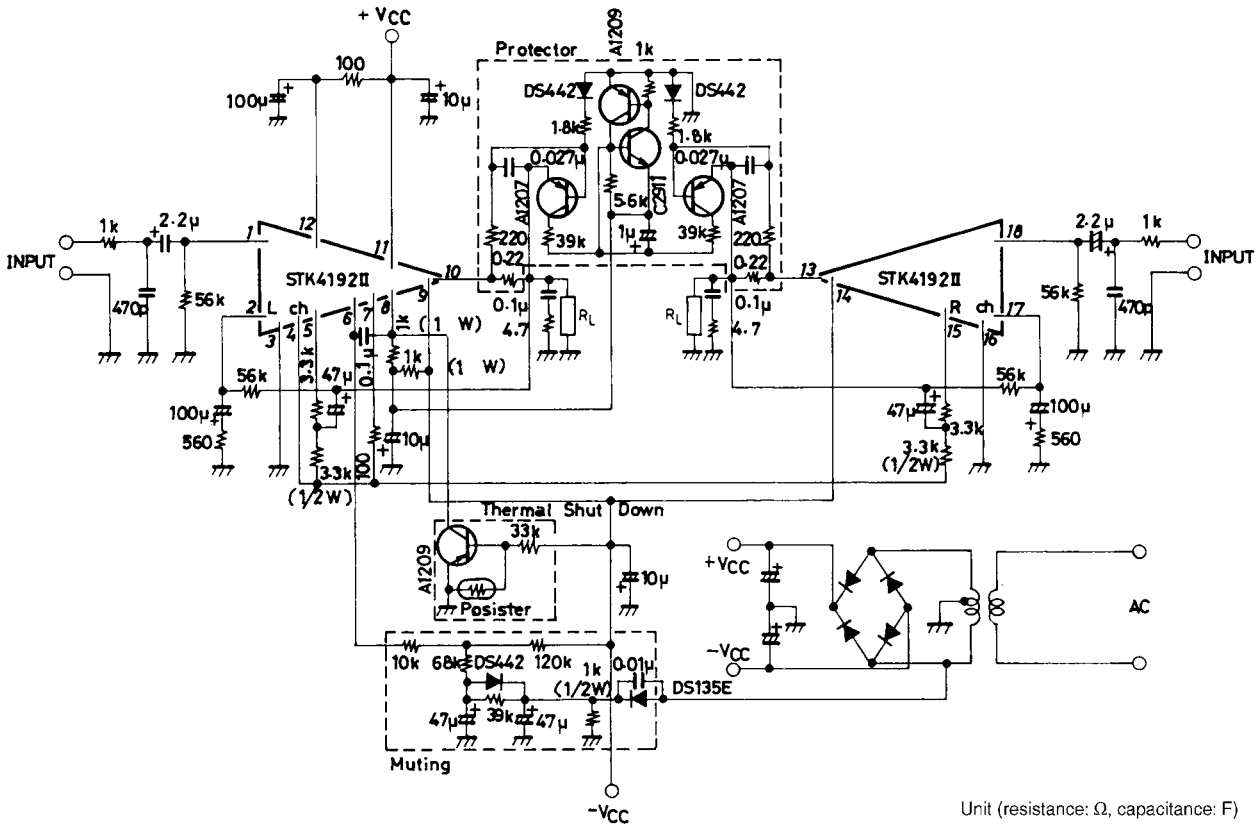 + VCC
100
100µ
+
+
10µ
Protector
A1209
1k
DS442
DS442
1.8k
1.8k
0.027µ
0.027µ
A1207
C2911
A1207
5.6k
39k
1µ
+
39k
220
220
0.22
0.22
INPUT
1k
+
2.2µ
470p
56k
1
12
11
STK4192II
10
2
L ch
3
4
5
6
7
8
9
1k
(1 W)
1k
(1 W)
0.1µ
4.7
RL
RL
0.1µ
4.7
13
14
STK4192II
18
R ch
15
16
17
2.2µ
+
1k
INPUT
56k
470p
56k
100µ
+
560
3.3k
47µ
+
0.1µ
3.3k
(1/2W)
100
+
10µ
56k
47µ
+
3.3k
3.3k
(1/2W)
100µ
+
560
Thermal Shut Down
33k
A1209
Posister
+
10µ
+VCC
+
+
−VCC
AC
10k
68k
DS442
120k
39k
47µ
+
+
47µ
1k
(1/2W)
0.01µ
DS135E
Muting
−VCC
Unit (resistance: Ω, capacitance: F)